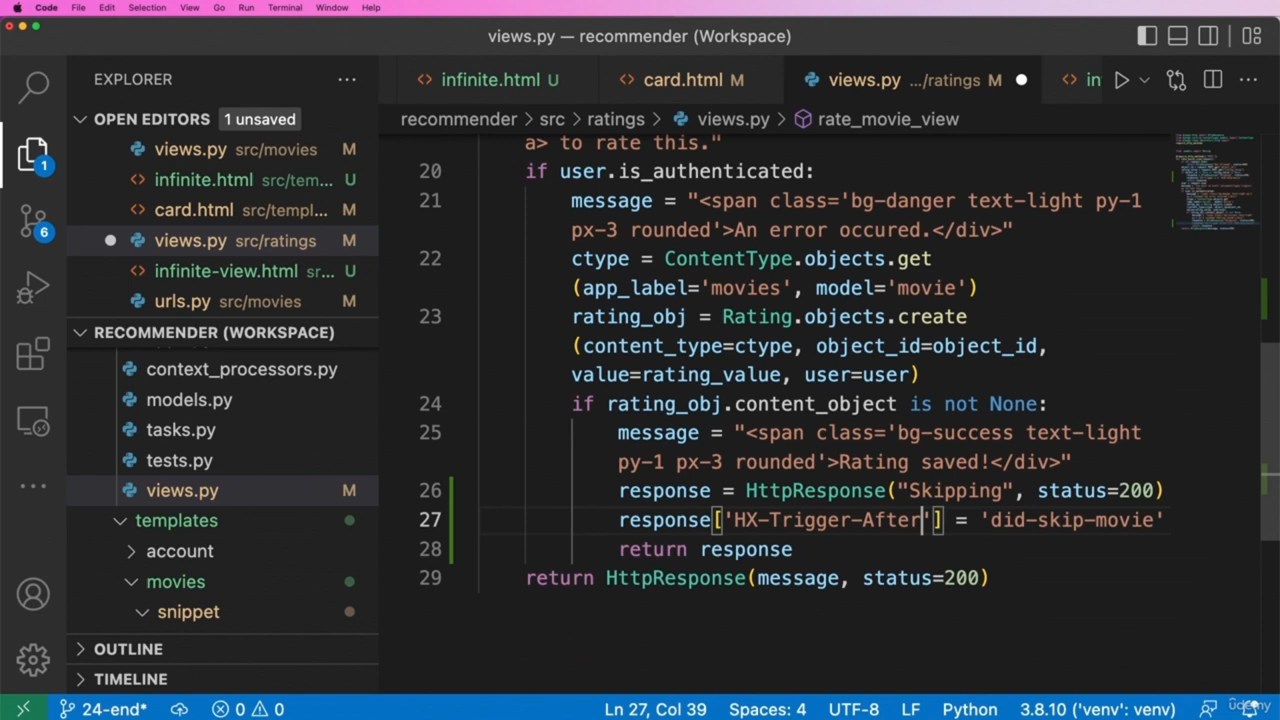 Code File Edit Selection View Go Run Terminal Window Help
views.py — recommender (Workspace)
EXPLORER
infinite.html U
card.html M
views.py .../ratings M
in
OPEN EDITORS 1 unsaved
recommender > src > ratings > views.py > rate_movie_view
views.py src/movies M
infinite.html src/tem... U
card.html src/templ... M
views.py src/ratings M
infinite-view.html sr... U
urls.py src/movies M
RECOMMENDER (WORKSPACE)
context_processors.py
models.py
tasks.py
tests.py
views.py M
templates
account
movies
snippet
OUTLINE
TIMELINE
1
6
a> to rate this."
20 if user.is_authenticated:
21 message = "<span class='bg-danger text-light py-1
px-3 rounded'>An error occured.</div>"
22 ctype = ContentType.objects.get
(app_label='movies', model='movie')
23 rating_obj = Rating.objects.create
(content_type=ctype, object_id=object_id,
value=rating_value, user=user)
24 if rating_obj.content_object is not None:
25 message = "<span class='bg-success text-light
py-1 px-3 rounded'>Rating saved!</div>"
26 response = HttpResponse("Skipping", status=200)
27 response['HX-Trigger-After'] = 'did-skip-movie'
28 return response
29 return HttpResponse(message, status=200)
24-end* 0 0 Ln 27, Col 39 Spaces: 4 UTF-8 LF Python 3.8.10 ('venv': venv)
udemy